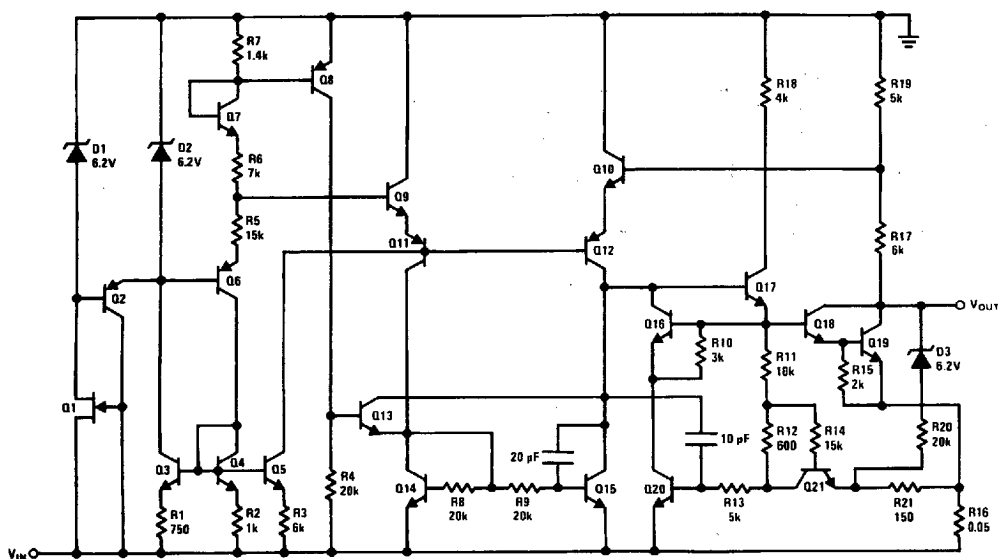 R7
1.4k
Q8
R18
4k
R19
5k
D1
6.2V
D2
6.2V
Q7
R6
7k
Q9
Q10
R5
15k
Q11
R17
6k
Q12
Q2
Q6
Q17
VOUT
Q16
Q18
Q19
R10
3k
R11
18k
R15
2k
D3
6.2V
Q1
Q13
10 pF
R12
600
R14
15k
R20
20k
Q3
Q4
Q5
20 pF
R4
20k
Q14
R8
20k
R9
20k
Q15
Q20
R13
5k
Q21
R21
150
R16
0.05
R1
750
R2
1k
R3
6k
VIN